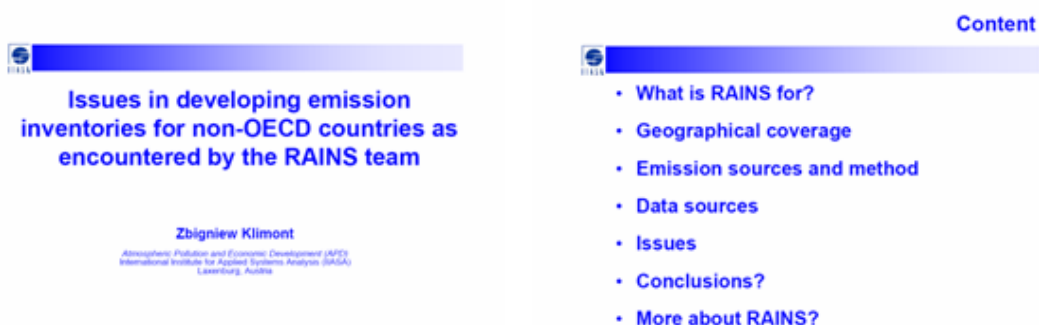 IIASA
Issues in developing emission
inventories for non-OECD countries as
encountered by the RAINS team
Zbigniew Klimont
Atmospheric Pollution and Economic Development (APD)
International Institute for Applied Systems Analysis (IIASA)
Laxenburg, Austria
Content
IIASA
• What is RAINS for?
• Geographical coverage
• Emission sources and method
• Data sources
• Issues
• Conclusions?
• More about RAINS?